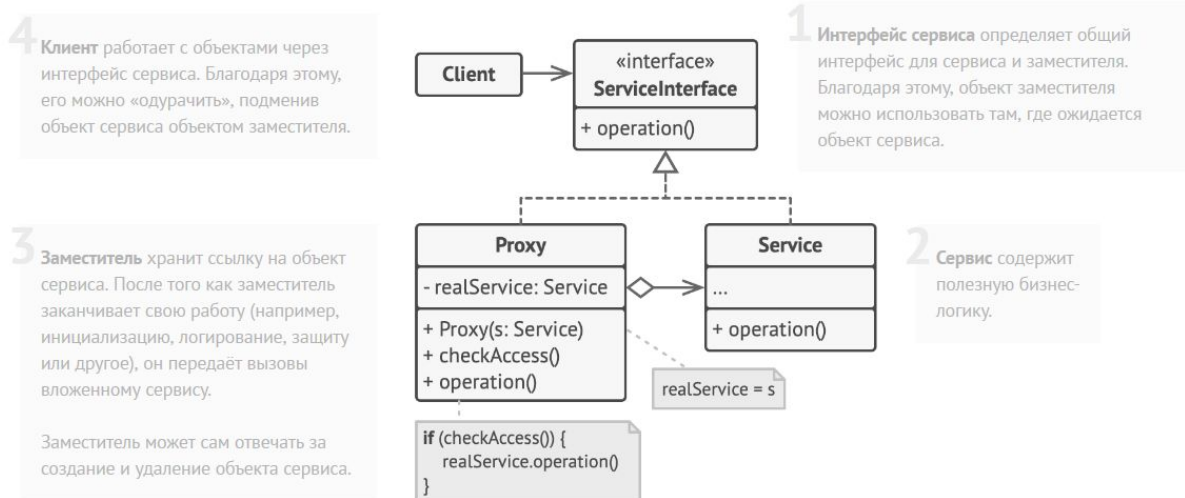 4
Клиент работает с объектами через
интерфейс сервиса. Благодаря этому,
его можно «одурачить», подменив
объект сервиса объектом заместителя.
Client
«interface»
ServiceInterface
+ operation()
1
Интерфейс сервиса определяет общий
интерфейс для сервиса и заместителя.
Благодаря этому, объект заместителя
можно использовать там, где ожидается
объект сервиса.
3
Заместитель хранит ссылку на объект
сервиса. После того как заместитель
заканчивает свою работу (например,
инициализацию, логирование, защиту
или другое), он передаёт вызовы
вложенному сервису.
Заместитель может сам отвечать за
создание и удаление объекта сервиса.
Proxy
- realService: Service
+ Proxy(s: Service)
+ checkAccess()
+ operation()
Service
...
+ operation()
2
Сервис содержит
полезную бизнес-
логику.
realService = s
if (checkAccess()) {
realService.operation()
}